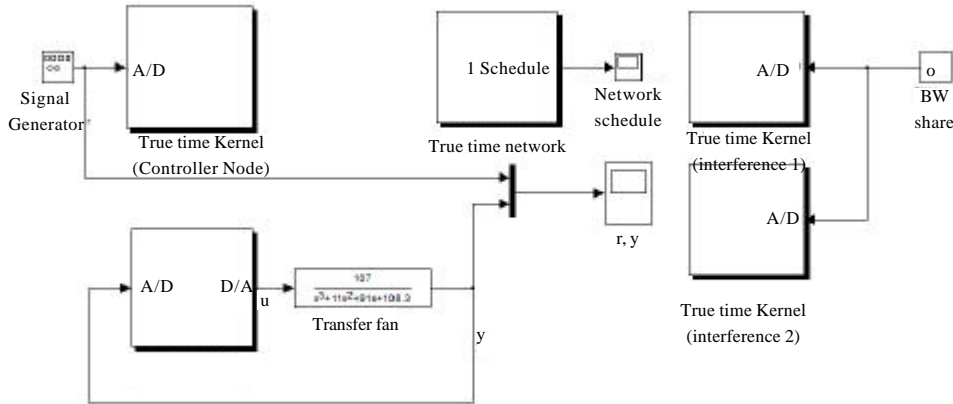 A/D
Signal
Generator
True time Kernel
(Controller Node)
1 Schedule
True time network
Network
schedule
A/D
True time Kernel
(interference 1)
o
BW
share
A/D
True time Kernel
(interference 2)
r, y
A/D D/A
u
107
s3+11s2+91s+108.3
Transfer fan
y